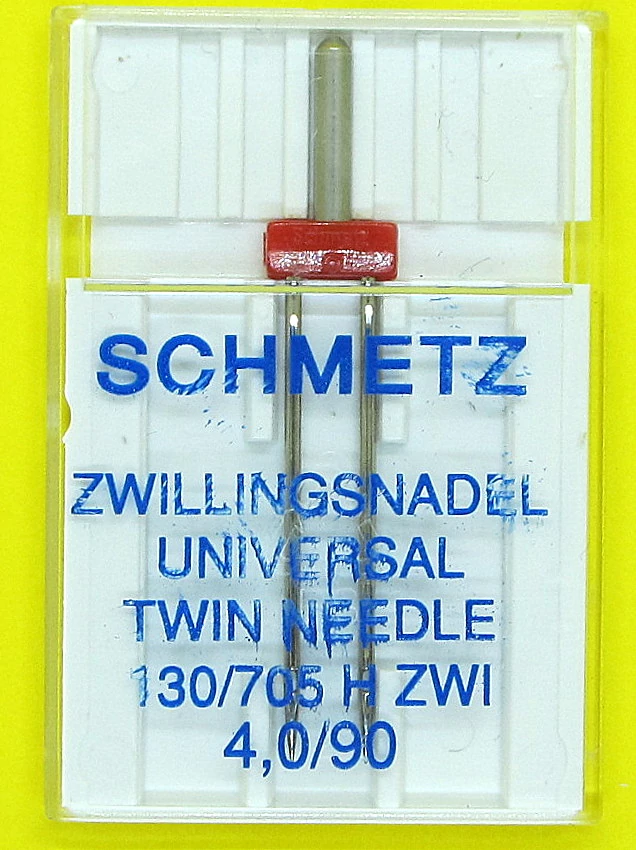 SCHMETZ
ZWILLINGSNADEL
UNIVERSAL
TWIN NEEDLE
130/705 H ZWI
4,0/90